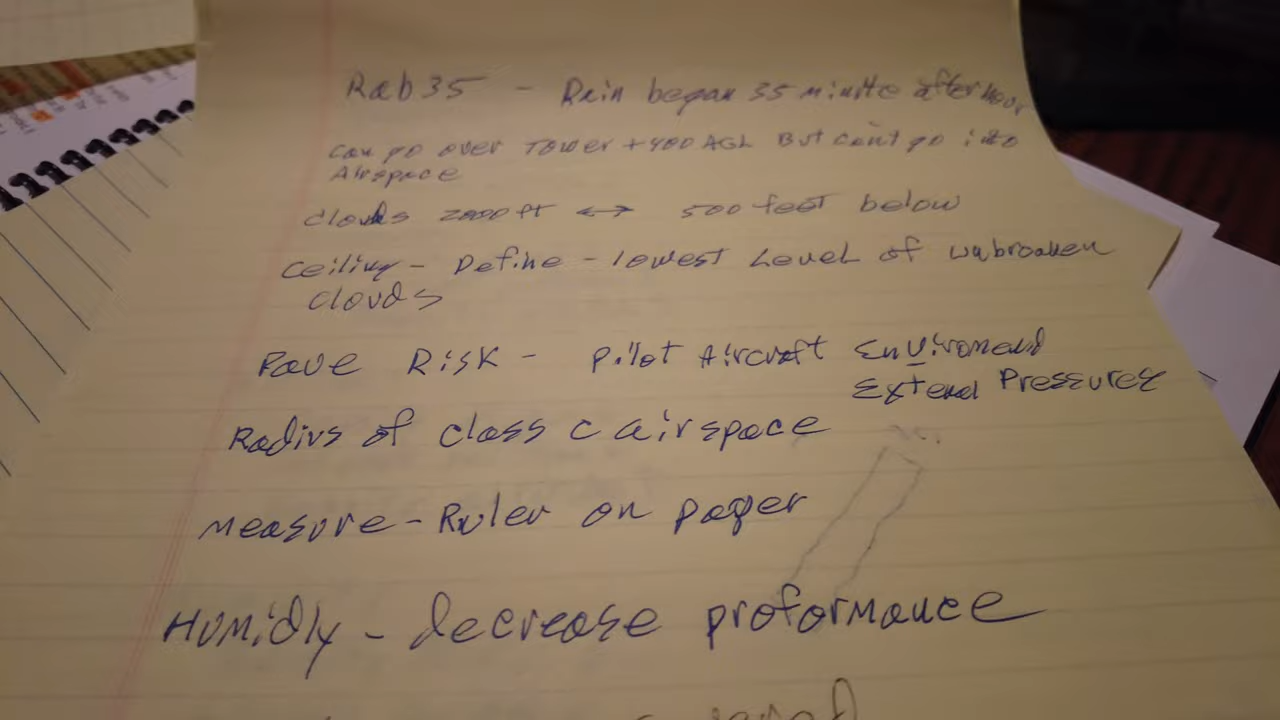 Rab35 - Rain began 35 minute after hour
can go over Tower +400 AGL But can't go into
Airspace
clouds 2000ft ↔ 500 feet below
ceiling - Define - lowest Level of unbroaken
clouds
Pave Risk - Pilot Aircraft Enviroment
Extenal Pressures
Radius of class c airspace
measure - Ruler on paper
Humidly - decrease proformance